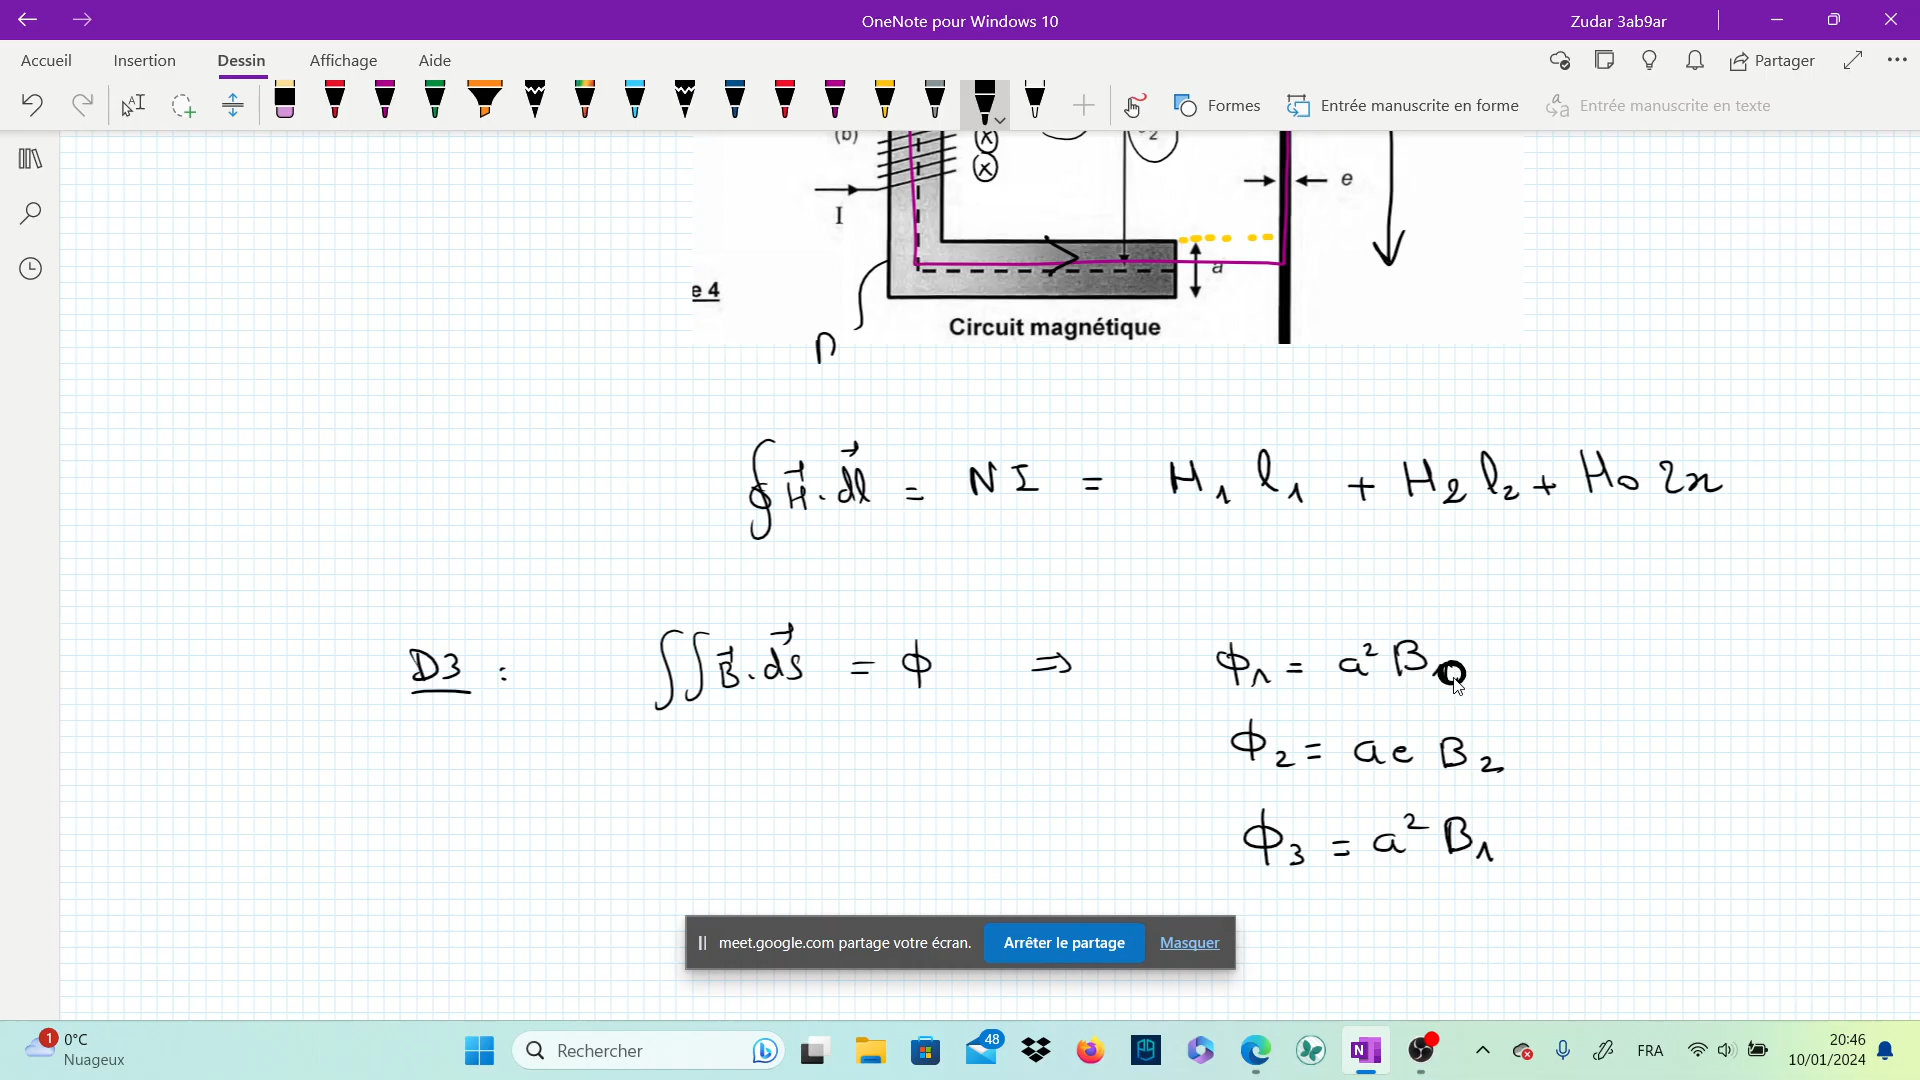 OneNote pour Windows 10
Zudar 3ab9ar
Accueil Insertion Dessin Affichage Aide
Partager
Formes Entrée manuscrite en forme Entrée manuscrite en texte
(b)
I
e
a
e 4
Circuit magnétique
∮ H⃗ . dl⃗ = N I = H₁ l₁ + H₂ l₂ + H₀ 2x
D3 : ∬ B⃗ . dS⃗ = ϕ ⇒ ϕ₁ = a² B₁
ϕ₂ = a e B₂
ϕ₃ = a² B₁
meet.google.com partage votre écran. Arrêter le partage Masquer
1 0°C
Nuageux
Rechercher
48
FRA
20:46
10/01/2024